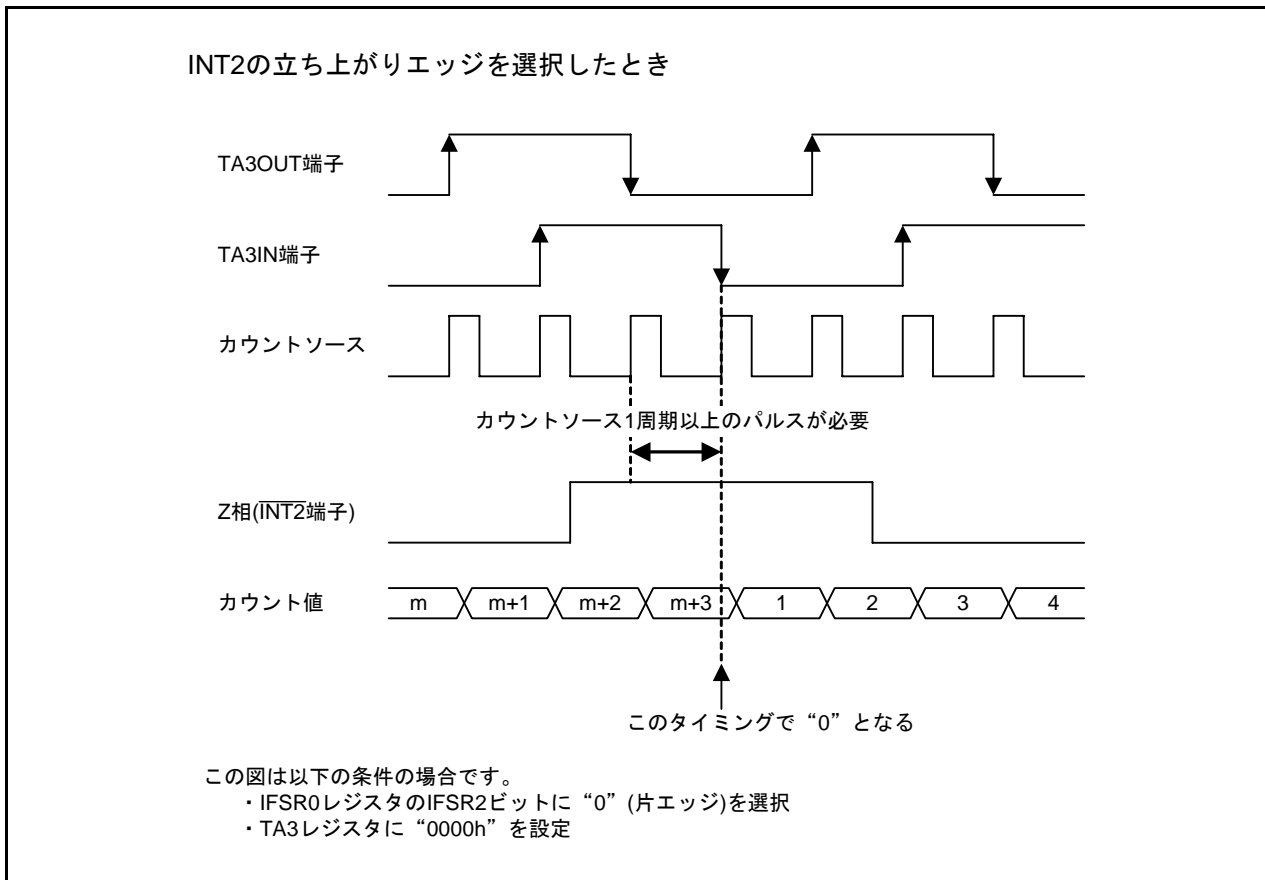 INT2の立ち上がりエッジを選択したとき
TA3OUT端子
TA3IN端子
カウントソース
カウントソース1周期以上のパルスが必要
Z相(INT2端子)
カウント値
m m+1 m+2 m+3 1 2 3 4
このタイミングで“0”となる
この図は以下の条件の場合です。
・IFSR0レジスタのIFSR2ビットに“0”(片エッジ)を選択
・TA3レジスタに“0000h”を設定